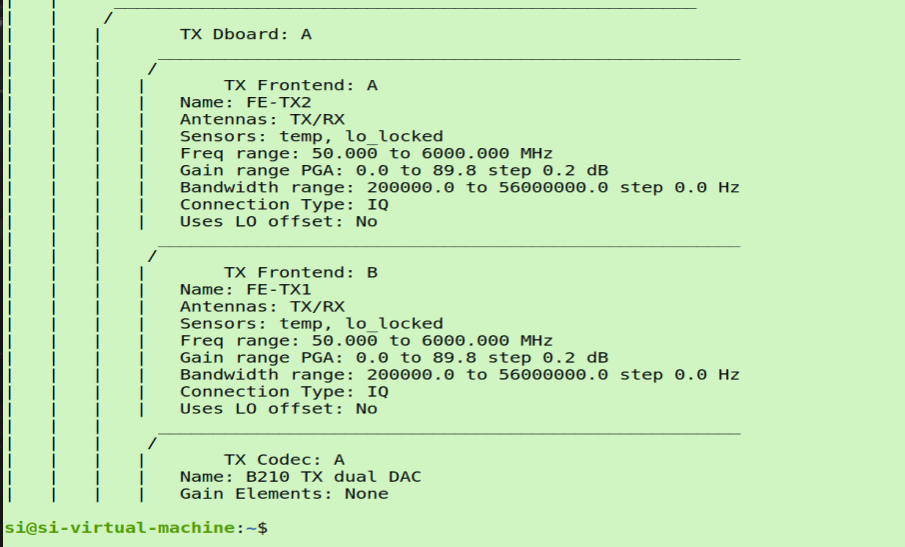 TX Dboard: A
TX Frontend: A
Name: FE-TX2
Antennas: TX/RX
Sensors: temp, lo_locked
Freq range: 50.000 to 6000.000 MHz
Gain range PGA: 0.0 to 89.8 step 0.2 dB
Bandwidth range: 200000.0 to 56000000.0 step 0.0 Hz
Connection Type: IQ
Uses LO offset: No
TX Frontend: B
Name: FE-TX1
Antennas: TX/RX
Sensors: temp, lo_locked
Freq range: 50.000 to 6000.000 MHz
Gain range PGA: 0.0 to 89.8 step 0.2 dB
Bandwidth range: 200000.0 to 56000000.0 step 0.0 Hz
Connection Type: IQ
Uses LO offset: No
TX Codec: A
Name: B210 TX dual DAC
Gain Elements: None
si@si-virtual-machine:~$